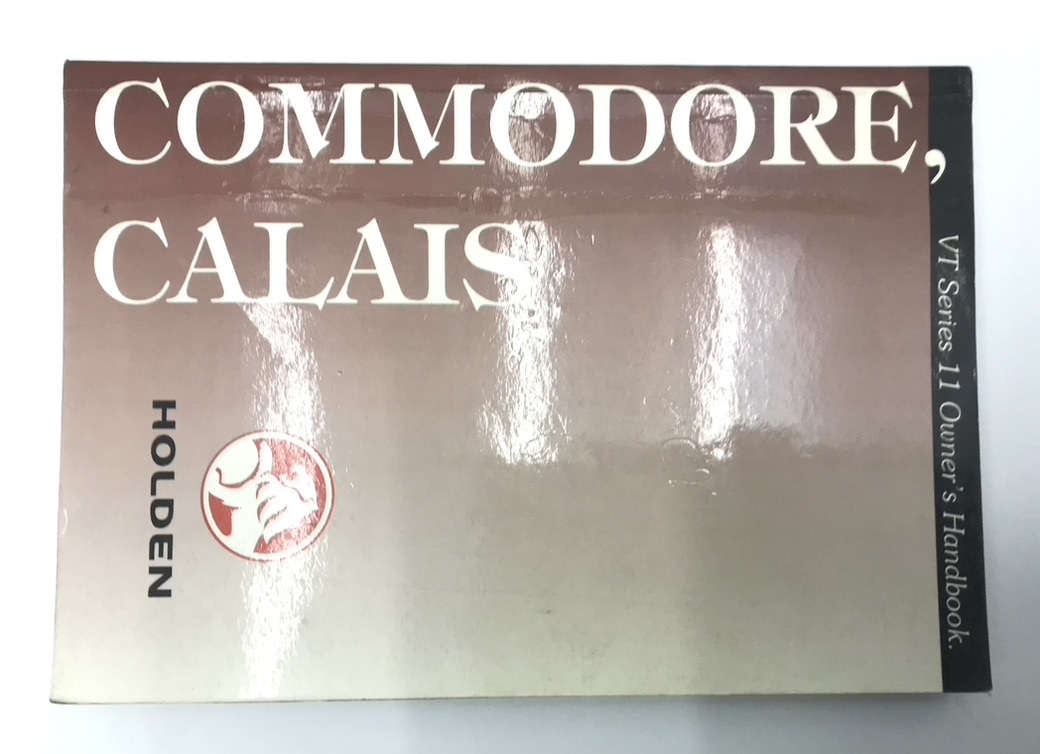 COMMODORE,
CALAIS
VT Series 11 Owner's Handbook.
HOLDEN